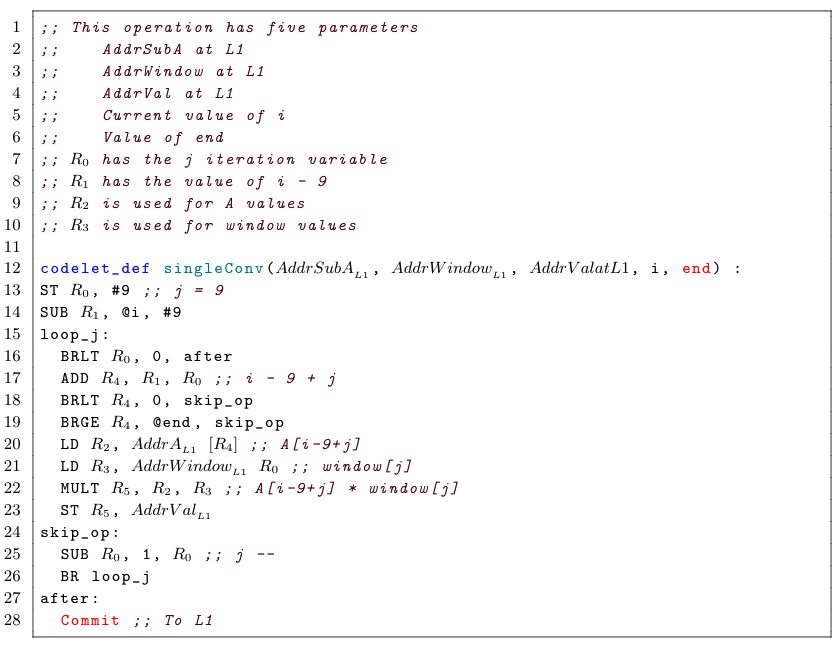 1 ;; This operation has five parameters
2 ;;    AddrSubA at L1
3 ;;    AddrWindow at L1
4 ;;    AddrVal at L1
5 ;;    Current value of i
6 ;;    Value of end
7 ;; R0 has the j iteration variable
8 ;; R1 has the value of i - 9
9 ;; R2 is used for A values
10 ;; R3 is used for window values
11
12 codelet_def singleConv(AddrSubA_L1, AddrWindow_L1, AddrValatL1, i, end) :
13 ST R0, #9 ;; j = 9
14 SUB R1, @i, #9
15 loop_j:
16   BRLT R0, 0, after
17   ADD R4, R1, R0 ;; i - 9 + j
18   BRLT R4, 0, skip_op
19   BRGE R4, @end, skip_op
20   LD R2, AddrA_L1 [R4] ;; A[i-9+j]
21   LD R3, AddrWindow_L1 R0 ;; window[j]
22   MULT R5, R2, R3 ;; A[i-9+j] * window[j]
23   ST R5, AddrVal_L1
24 skip_op:
25   SUB R0, 1, R0 ;; j --
26   BR loop_j
27 after:
28   Commit ;; To L1